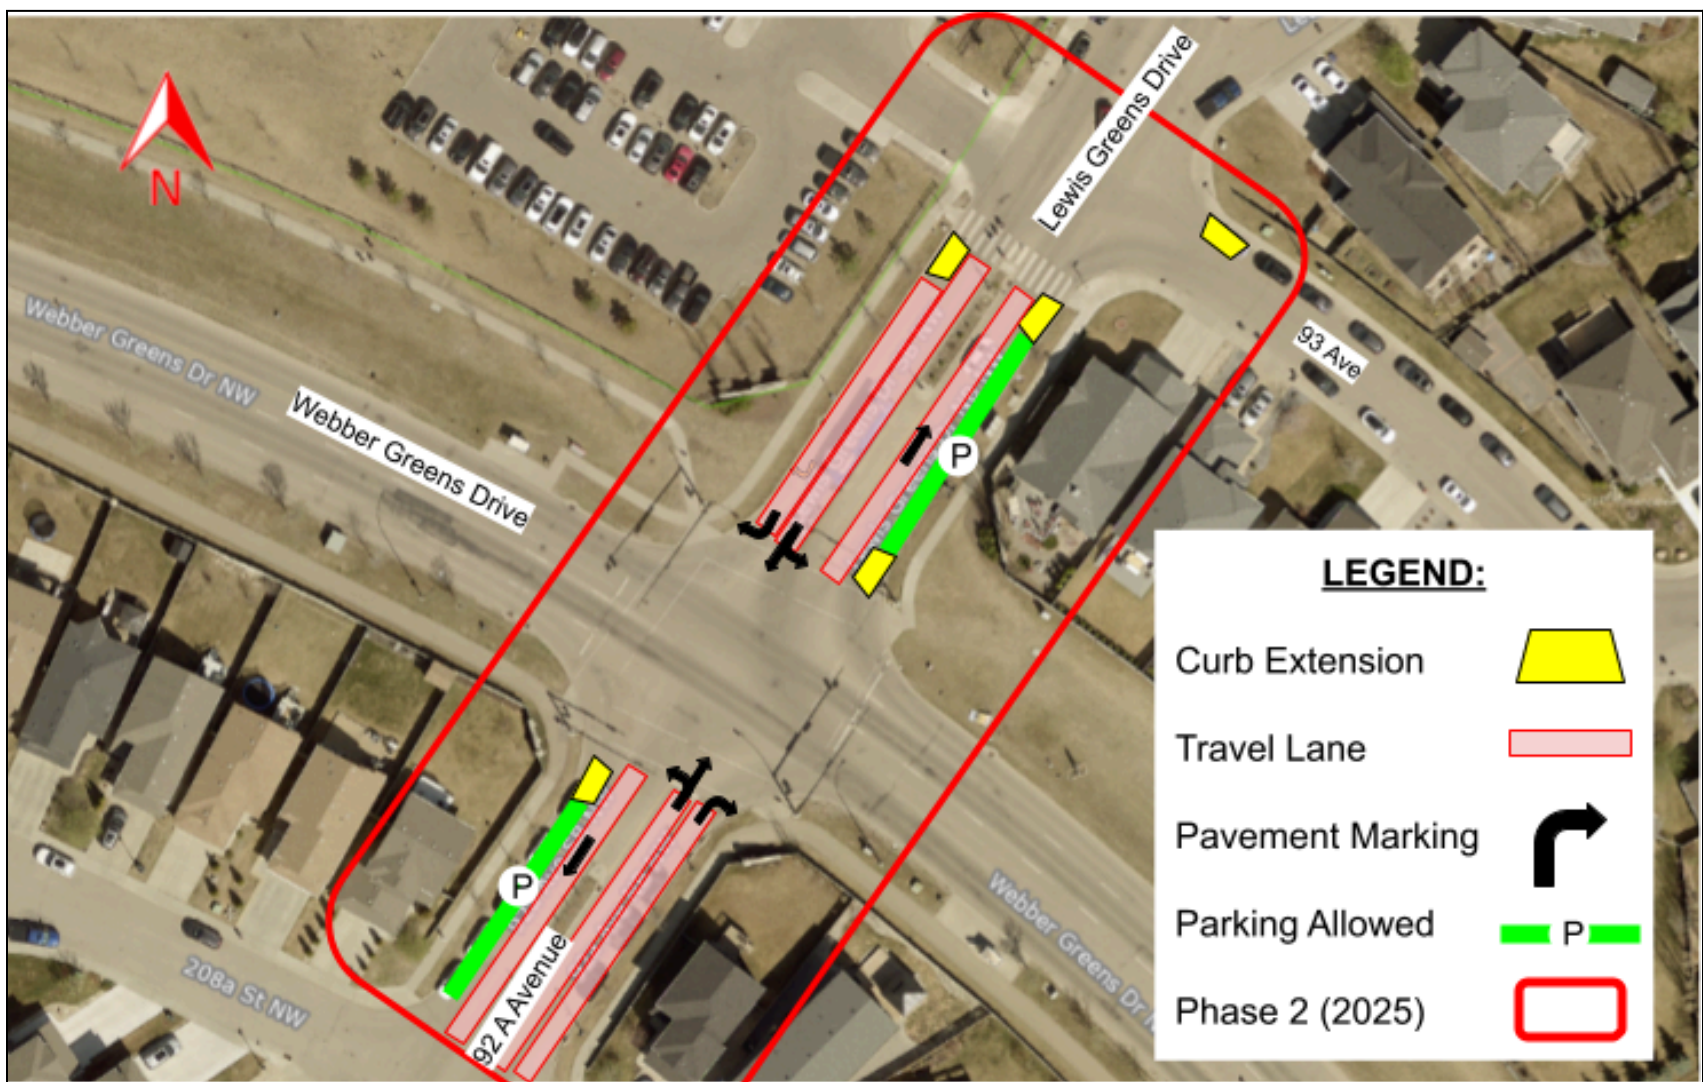 Lewis Greens Drive
N
Webber Greens Dr NW
Webber Greens Drive
93 Ave
P
P
92 A Avenue
208a St NW
Webber Greens Dr
LEGEND:
Curb Extension
Travel Lane
Pavement Marking
Parking Allowed
P
Phase 2 (2025)